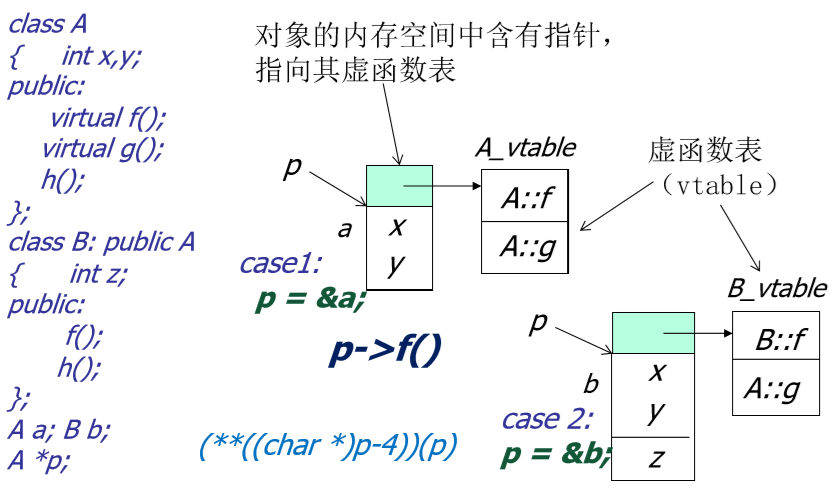 class A
{ int x,y;
public:
virtual f();
virtual g();
h();
};
class B: public A
{ int z;
public:
f();
h();
};
A a; B b;
A *p;
对象的内存空间中含有指针，
指向其虚函数表
p
a
x
y
A_vtable
A::f
A::g
虚函数表
（vtable）
case1:
p = &a;
p->f()
(**((char *)p-4))(p)
p
b
x
y
z
B_vtable
B::f
A::g
case 2:
p = &b;